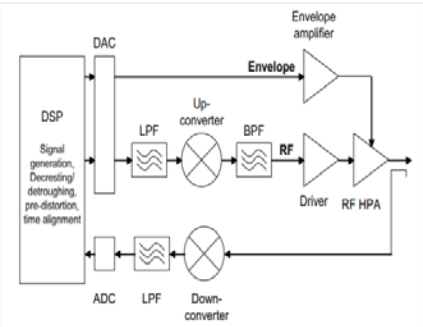 Envelope
amplifier
DAC
Envelope
DSP
Signal
generation,
Decresting/
detroughing,
pre-distortion,
time alignment
LPF
Up-
converter
BPF
RF
Driver
RF HPA
ADC
LPF
Down-
converter